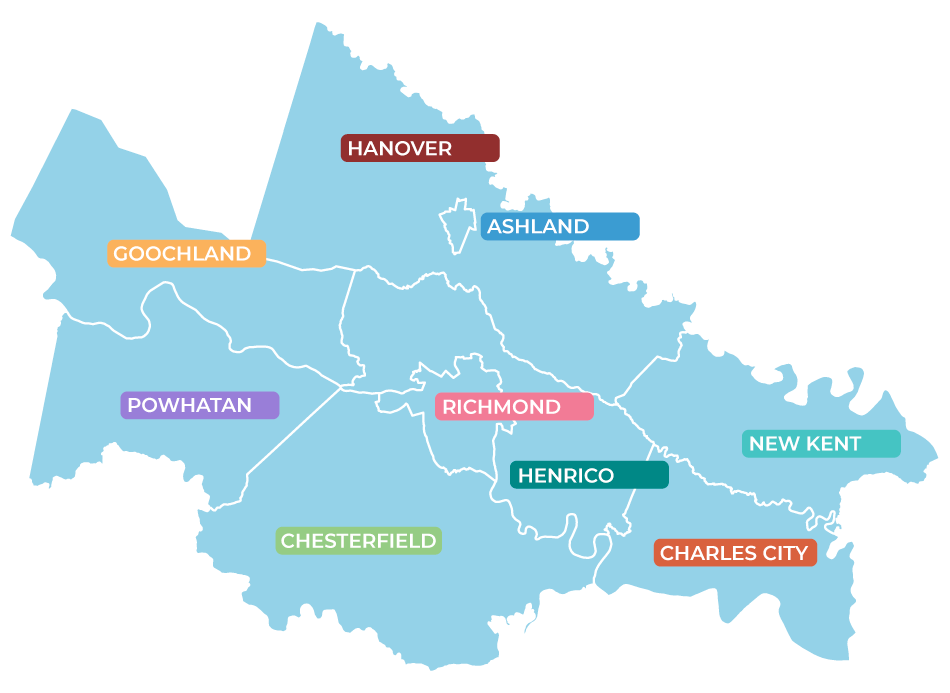 HANOVER
ASHLAND
GOOCHLAND
POWHATAN
RICHMOND
NEW KENT
HENRICO
CHESTERFIELD
CHARLES CITY